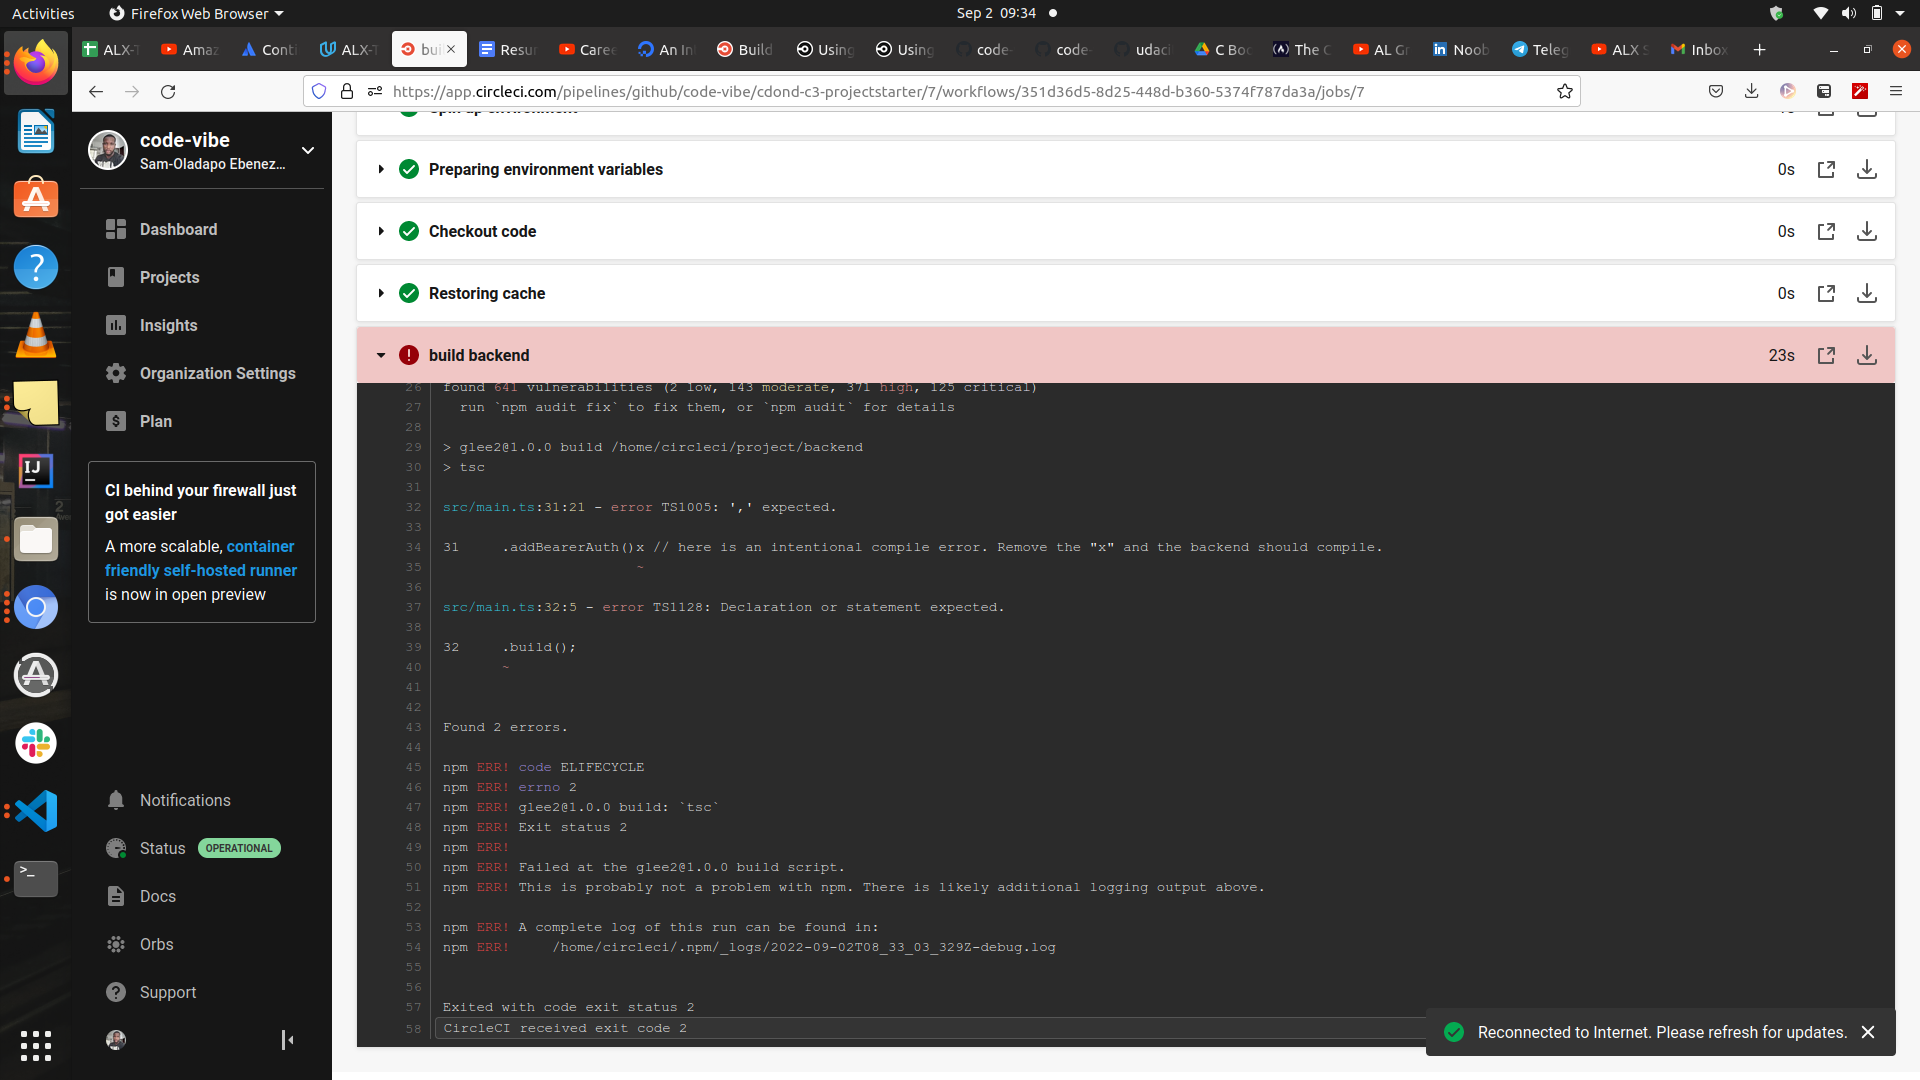 Activities
Firefox Web Browser
Sep 2 09:34
ALX-T
Amaz
Conti
ALX-T
buil
Resu
Caree
An In
Build
Using
Using
code-
code-
udaci
C Boo
The C
AL Gr
Noob
Teleg
ALX S
Inbox
https://app.circleci.com/pipelines/github/code-vibe/cdond-c3-projectstarter/7/workflows/351d36d5-8d25-448d-b360-5374f787da3a/jobs/7
code-vibe
Sam-Oladapo Ebenez...
Dashboard
Projects
Insights
Organization Settings
Plan
CI behind your firewall just
got easier
A more scalable, container
friendly self-hosted runner
is now in open preview
Notifications
Status OPERATIONAL
Docs
Orbs
Support
Spin up environment
Preparing environment variables 0s
Checkout code 0s
Restoring cache 0s
build backend 23s
26 found 641 vulnerabilities (2 low, 143 moderate, 371 high, 125 critical)
27 run `npm audit fix` to fix them, or `npm audit` for details
28
29 > glee2@1.0.0 build /home/circleci/project/backend
30 > tsc
31
32 src/main.ts:31:21 - error TS1005: ',' expected.
33
34 31 .addBearerAuth()x // here is an intentional compile error. Remove the "x" and the backend should compile.
35 ~
36
37 src/main.ts:32:5 - error TS1128: Declaration or statement expected.
38
39 32 .build();
40 ~
41
42
43 Found 2 errors.
44
45 npm ERR! code ELIFECYCLE
46 npm ERR! errno 2
47 npm ERR! glee2@1.0.0 build: `tsc`
48 npm ERR! Exit status 2
49 npm ERR!
50 npm ERR! Failed at the glee2@1.0.0 build script.
51 npm ERR! This is probably not a problem with npm. There is likely additional logging output above.
52
53 npm ERR! A complete log of this run can be found in:
54 npm ERR! /home/circleci/.npm/_logs/2022-09-02T08_33_03_329Z-debug.log
55
56
57 Exited with code exit status 2
58 CircleCI received exit code 2
Reconnected to Internet. Please refresh for updates.